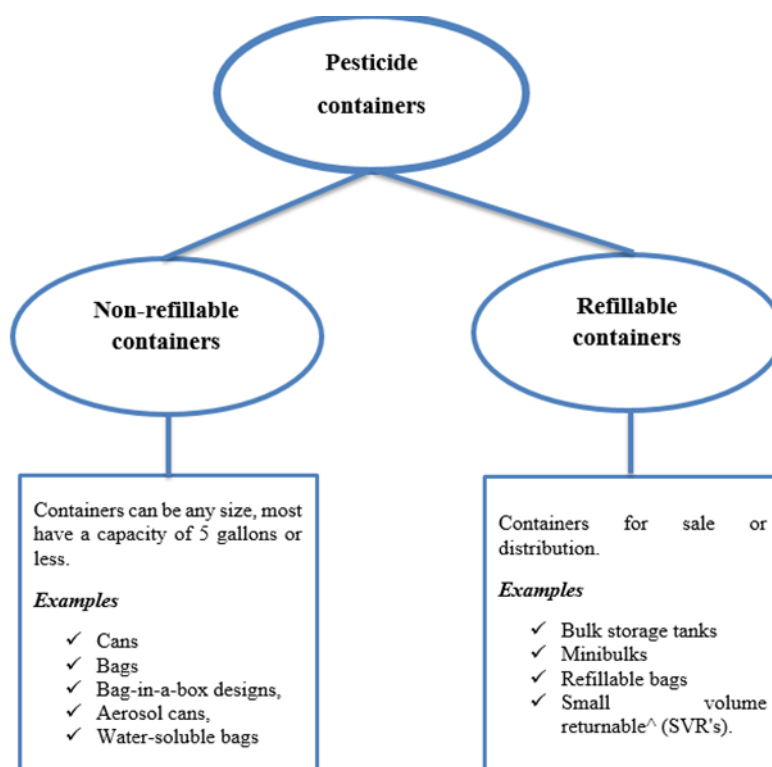 Pesticide
containers
Non-refillable
containers
Refillable
containers
Containers can be any size, most
have a capacity of 5 gallons or
less.
Examples
✓ Cans
✓ Bags
✓ Bag-in-a-box designs,
✓ Aerosol cans,
✓ Water-soluble bags
Containers for sale or
distribution.
Examples
✓ Bulk storage tanks
✓ Minibulks
✓ Refillable bags
✓ Small volume
returnable^ (SVR's).